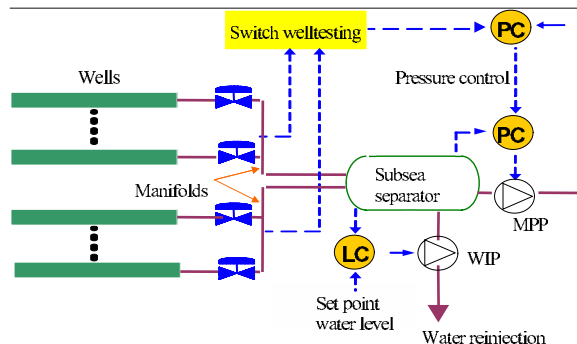 Switch welltesting
PC
Wells
Pressure control
PC
Subsea
separator
Manifolds
MPP
LC
WIP
Set point
water level
Water reinjection